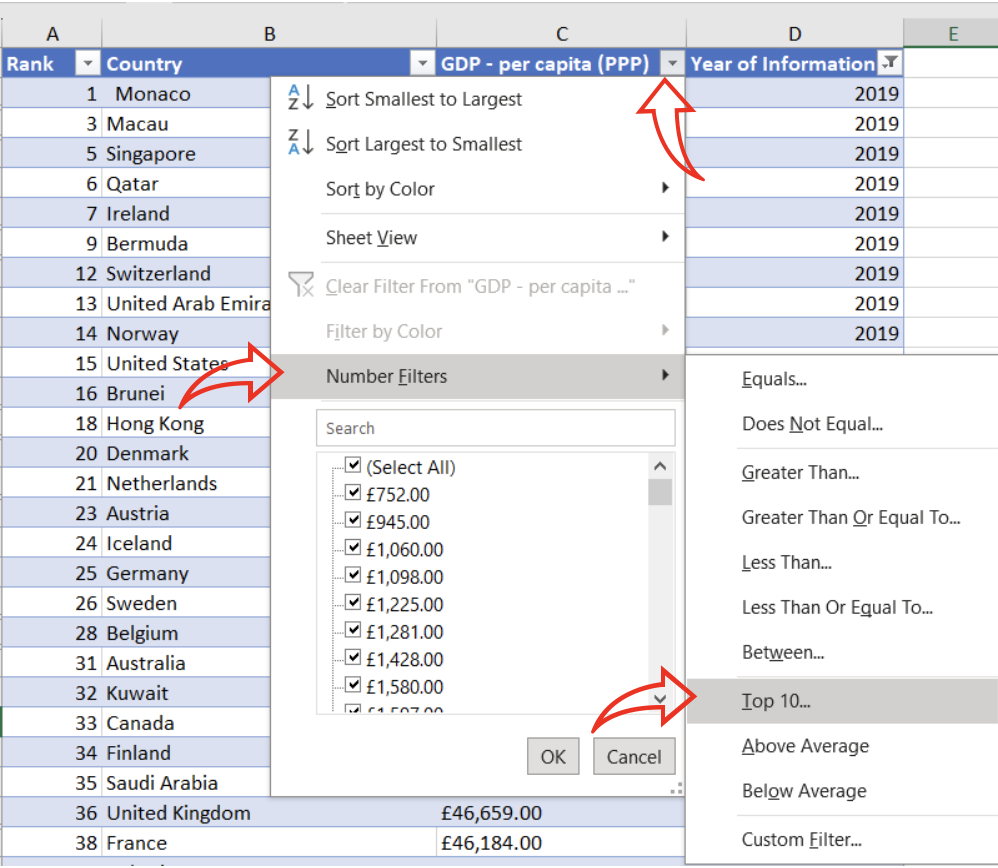 A B C D E
Rank Country GDP - per capita (PPP) Year of Information
1 Monaco 2019
3 Macau 2019
5 Singapore 2019
6 Qatar 2019
7 Ireland 2019
9 Bermuda 2019
12 Switzerland 2019
13 United Arab Emira 2019
14 Norway 2019
15 United States
16 Brunei
18 Hong Kong
20 Denmark
21 Netherlands
23 Austria
24 Iceland
25 Germany
26 Sweden
28 Belgium
31 Australia
32 Kuwait
33 Canada
34 Finland
35 Saudi Arabia
36 United Kingdom £46,659.00
38 France £46,184.00
Sort Smallest to Largest
Sort Largest to Smallest
Sort by Color
Sheet View
Clear Filter From "GDP - per capita ..."
Filter by Color
Number Filters
Search
(Select All)
£752.00
£945.00
£1,060.00
£1,098.00
£1,225.00
£1,281.00
£1,428.00
£1,580.00
OK Cancel
Equals...
Does Not Equal...
Greater Than...
Greater Than Or Equal To...
Less Than...
Less Than Or Equal To...
Between...
Top 10...
Above Average
Below Average
Custom Filter...